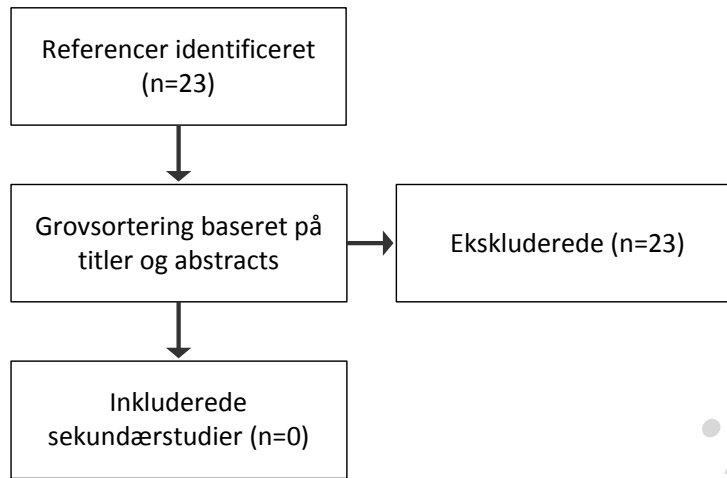 Referencer identificeret
(n=23)
Grovsortering baseret på
titler og abstracts
Ekskluderede (n=23)
Inkluderede
sekundærstudier (n=0)